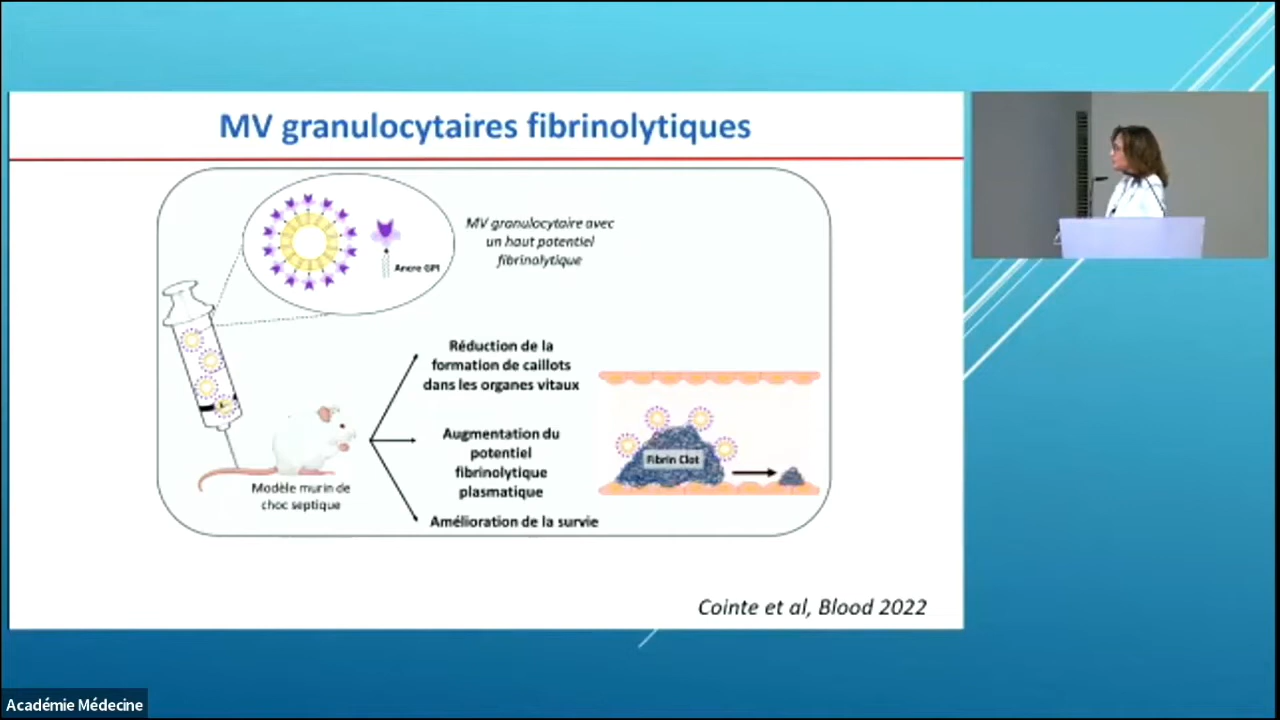 MV granulocytaires fibrinolytiques
MV granulocytaire avec
un haut potentiel
fibrinolytique
Ancre GPI
Réduction de la
formation de caillots
dans les organes vitaux
Augmentation du
potentiel
fibrinolytique
plasmatique
Amélioration de la survie
Fibrin Clot
Modèle murin de
choc septique
Cointe et al, Blood 2022
Académie Médecine